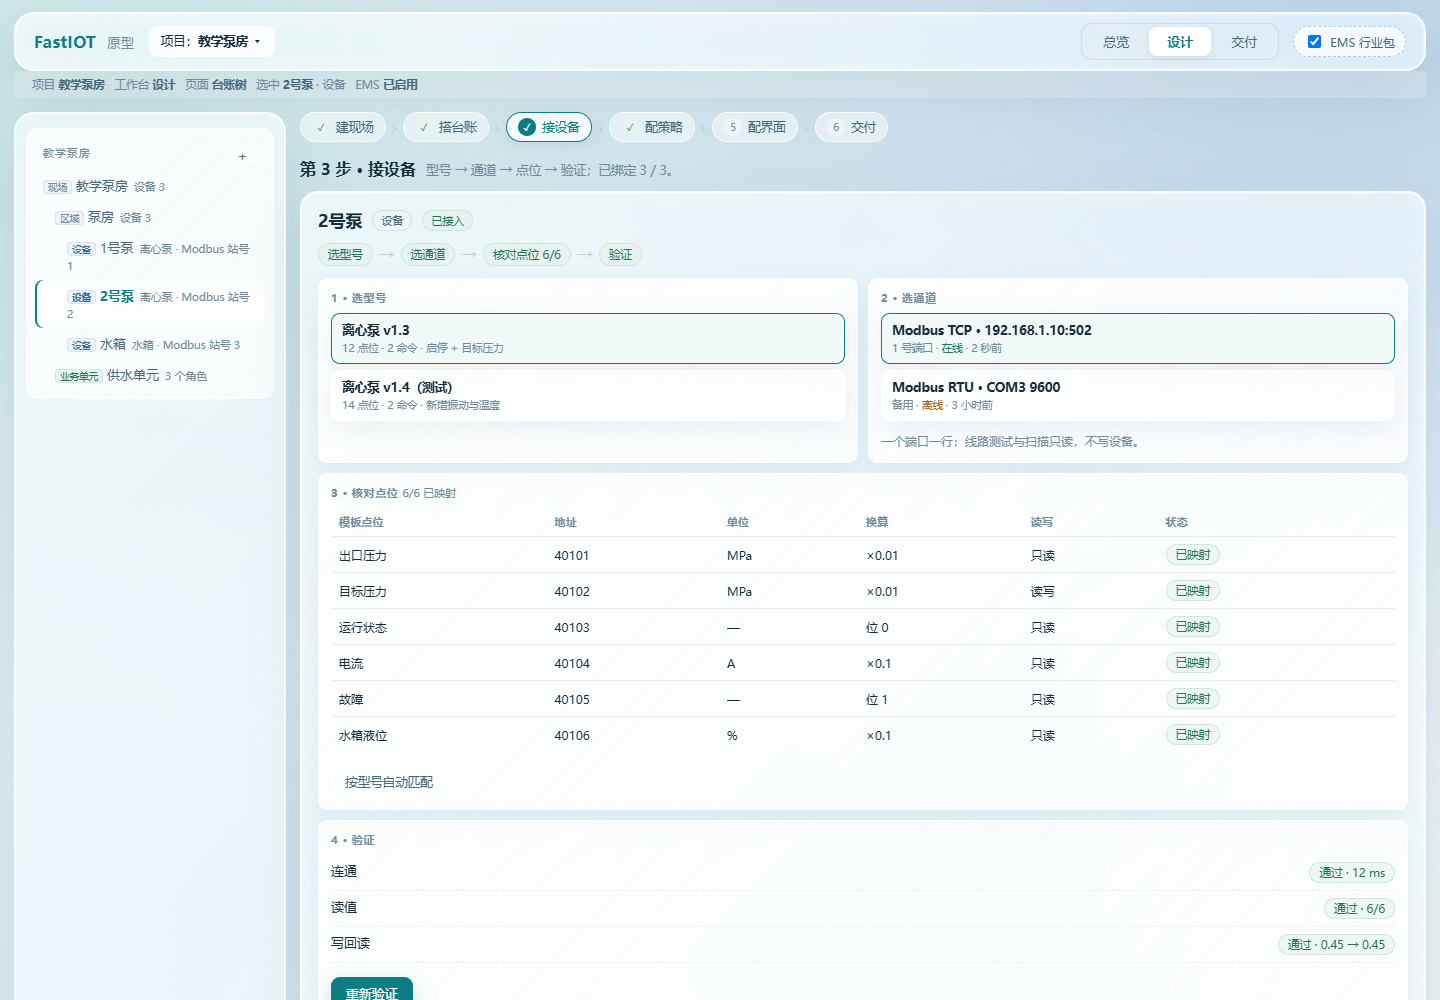 FastIOT 原型 项目：教学泵房 ▾ 总览 设计 交付 EMS 行业包
项目 教学泵房 工作台 设计 页面 台账树 选中 2号泵 · 设备 EMS 已启用
教学泵房 +
现场 教学泵房 设备 3
区域 泵房 设备 3
设备 1号泵 离心泵 · Modbus 站号
1
设备 2号泵 离心泵 · Modbus 站号
2
设备 水箱 水箱 · Modbus 站号 3
业务单元 供水单元 3 个角色
✓ 建现场 › ✓ 搭台账 › ✓ 接设备 › ✓ 配策略 › 5 配界面 › 6 交付
第 3 步 • 接设备 型号 → 通道 → 点位 → 验证；已绑定 3 / 3。
2号泵 设备 已接入
选型号 → 选通道 → 核对点位 6/6 → 验证
1 • 选型号
离心泵 v1.3
12 点位 · 2 命令 · 启停 + 目标压力
离心泵 v1.4（测试）
14 点位 · 2 命令 · 新增振动与温度
2 • 选通道
Modbus TCP • 192.168.1.10:502
1 号端口 · 在线 · 2 秒前
Modbus RTU • COM3 9600
备用 · 离线 · 3 小时前
一个端口一行；线路测试与扫描只读，不写设备。
3 • 核对点位 6/6 已映射
模板点位 地址 单位 换算 读写 状态
出口压力 40101 MPa ×0.01 只读 已映射
目标压力 40102 MPa ×0.01 读写 已映射
运行状态 40103 — 位 0 只读 已映射
电流 40104 A ×0.1 只读 已映射
故障 40105 — 位 1 只读 已映射
水箱液位 40106 % ×0.1 只读 已映射
按型号自动匹配
4 • 验证
连通 通过 · 12 ms
读值 通过 · 6/6
写回读 通过 · 0.45 → 0.45
重新验证